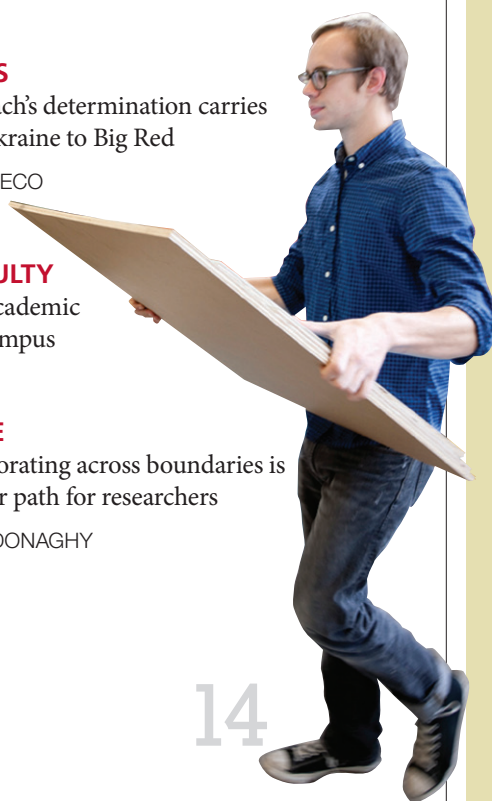 S
ach's determination carries
kraine to Big Red
ECO
ULTY
cademic
mpus
E
orating across boundaries is
r path for researchers
DONAGHY
14